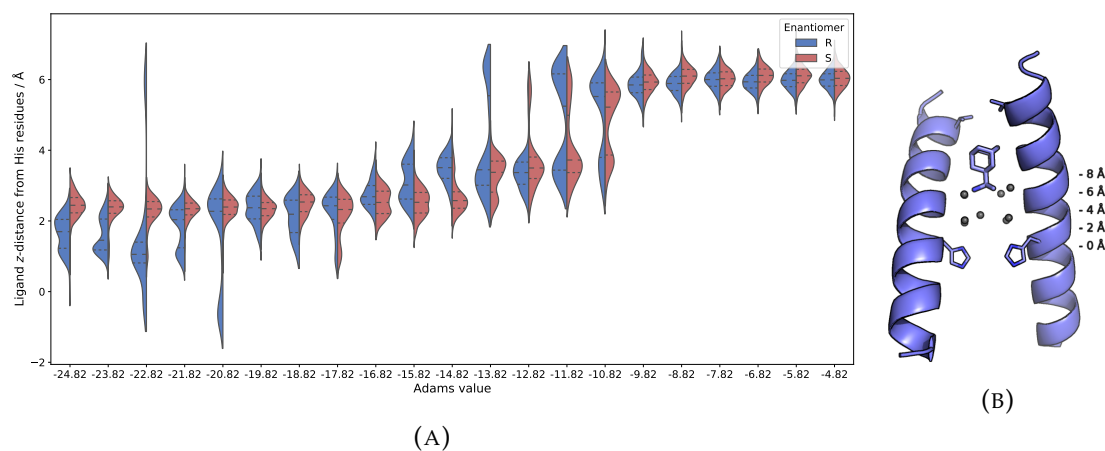 Enantiomer
R
S
Ligand z-distance from His residues / Å
6
4
2
0
−2
-24.82 -23.82 -22.82 -21.82 -20.82 -19.82 -18.82 -17.82 -16.82 -15.82 -14.82 -13.82 -12.82 -11.82 -10.82 -9.82 -8.82 -7.82 -6.82 -5.82 -4.82
Adams value
(A)
- 8 Å
- 6 Å
- 4 Å
- 2 Å
- 0 Å
(B)